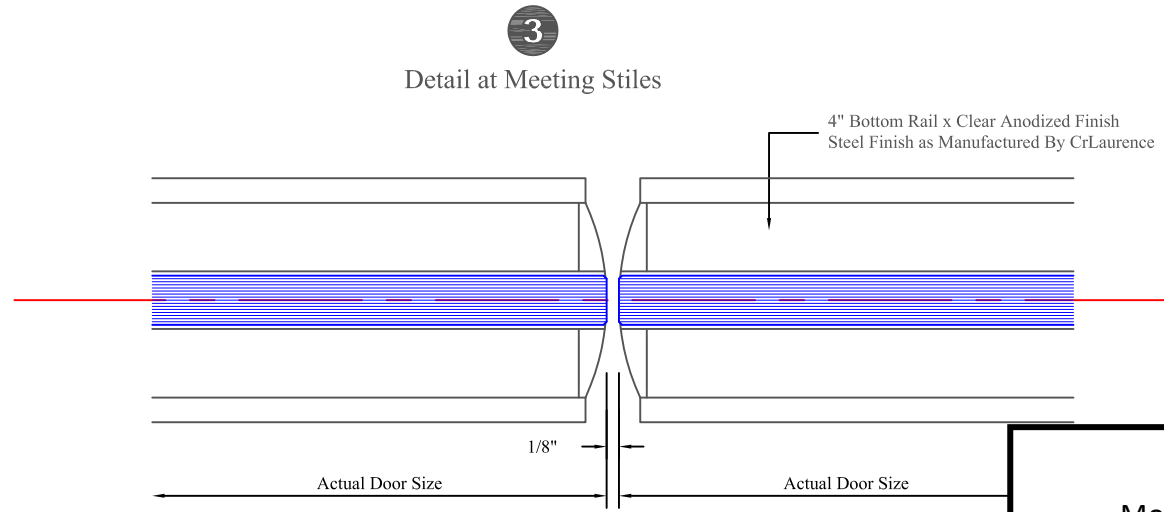 3
Detail at Meeting Stiles
4" Bottom Rail x Clear Anodized Finish
Steel Finish as Manufactured By CrLaurence
1/8"
Actual Door Size
Actual Door Size